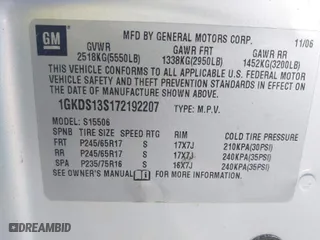 GM
MFD BY GENERAL MOTORS CORP. 11/06
GVWR GAWR FRT GAWR RR
2518KG(5550LB) 1338KG(2950LB) 1452KG(3200LB)
THIS VEHICLE CONFORMS TO ALL APPLICABLE U.S. FEDERAL
MOTOR VEHICLE SAFETY AND THEFT PREVENTION STANDARDS IN EFFECT ON
THE DATE OF MANUFACTURE SHOWN ABOVE.
1GKDS13S172192207 TYPE: M.P.V.
MODEL: S15506
SPNB TIRE SIZE SPEED RTG RIM COLD TIRE PRESSURE
FRT P245/65R17 S 17X7J 210KPA(30PSI)
RR P245/65R17 S 17X7J 240KPA(35PSI)
SPA P235/75R16 S 16X7J 240KPA(35PSI)
SEE OWNER'S MANUAL FOR MORE INFORMATION.
DREAMBID